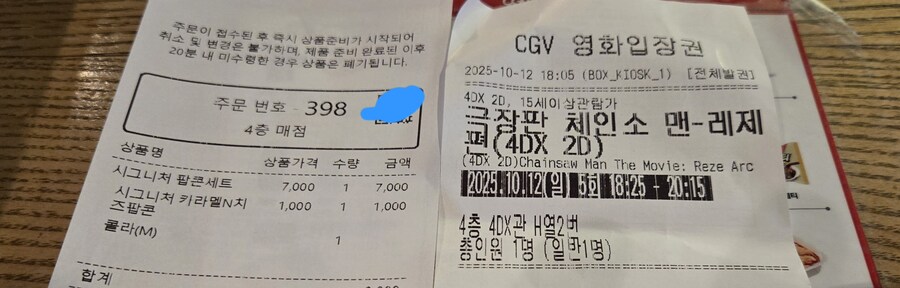 주문이 접수된 후 즉시 상품준비가 시작되어
취소 및 변경은 불가하며, 제품 준비 완료된 이후
20분 내 미수령한 경우 상품은 폐기됩니다.
주문 번호 - 398
4층 매점
상품명 상품가격 수량 금액
시그니처 팝콘세트 7,000 1 7,000
시그니처 카라멜N치 1,000 1 1,000
즈팝콘
콜라(M) 1
합계
CGV 영화입장권
2025-10-12 18:05 (BOX_KIOSK_1) [전체발권]
4DX 2D, 15세이상관람가
극장판 체인소 맨-레제
편(4DX 2D)
(4DX 2D)Chainsaw Man The Movie: Reze Arc
2025.10.12(일) 5회 18:25 - 20:15
4층 4DX관 H열2번
총인원 1명 (일반1명)